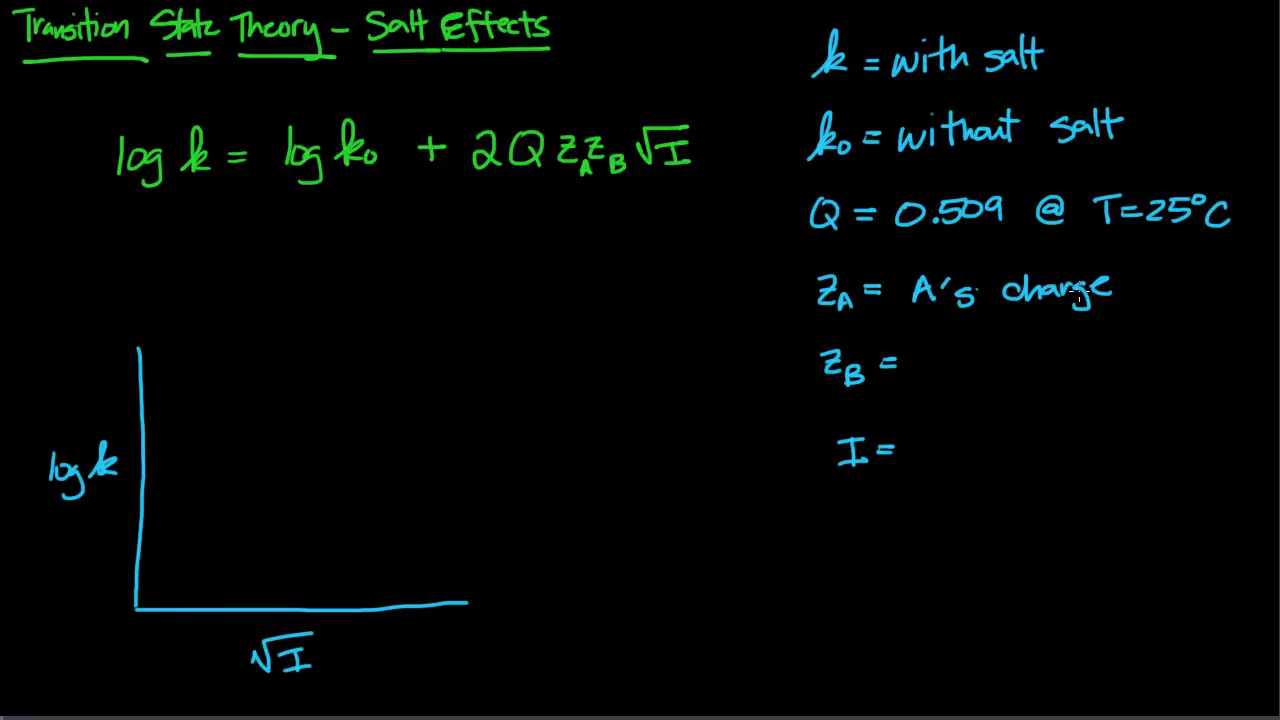 Transition State Theory - Salt Effects
log k = log k₀ + 2Q z_A z_B √I
k = with salt
k₀ = without salt
Q = 0.509 @ T=25°C
z_A = A's charge
z_B =
I =
log k
√I